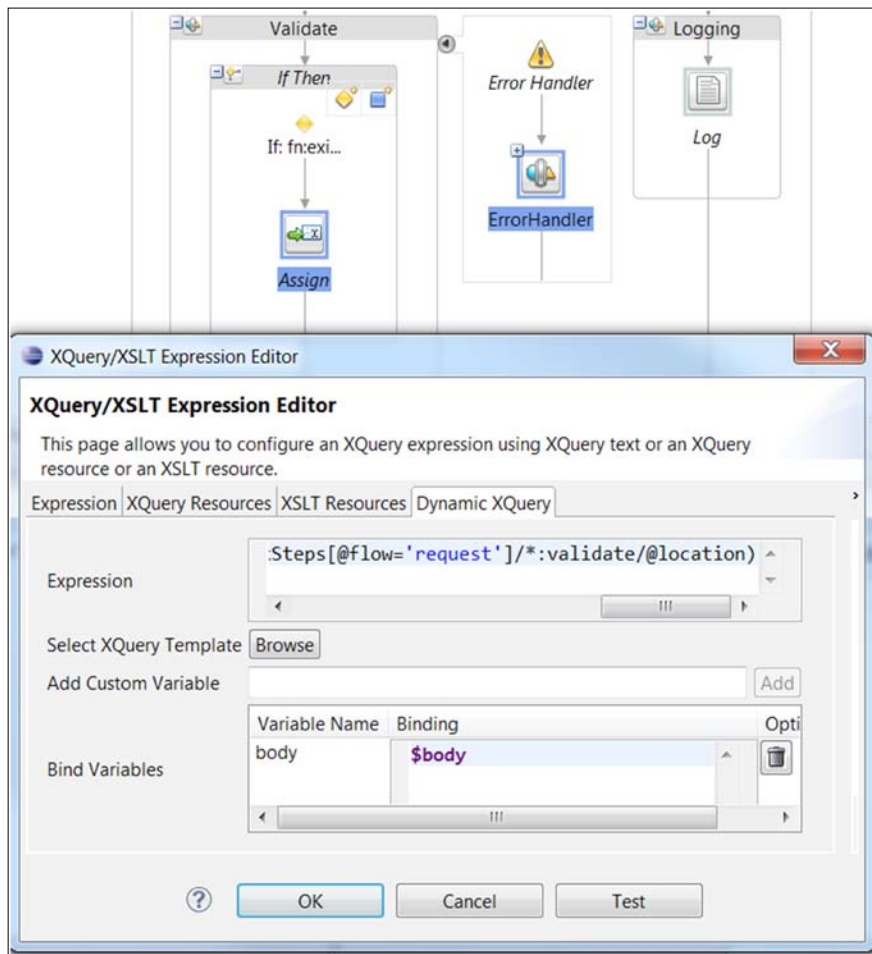 Validate
If Then
If: fn:exi...
Assign
Error Handler
ErrorHandler
Logging
Log
XQuery/XSLT Expression Editor
X
XQuery/XSLT Expression Editor
This page allows you to configure an XQuery expression using XQuery text or an XQuery
resource or an XSLT resource.
Expression XQuery Resources XSLT Resources Dynamic XQuery
Expression
:Steps[@flow='request']/*:validate/@location)
Select XQuery Template Browse
Add Custom Variable Add
Bind Variables
Variable Name Binding Opti
body $body
? OK Cancel Test